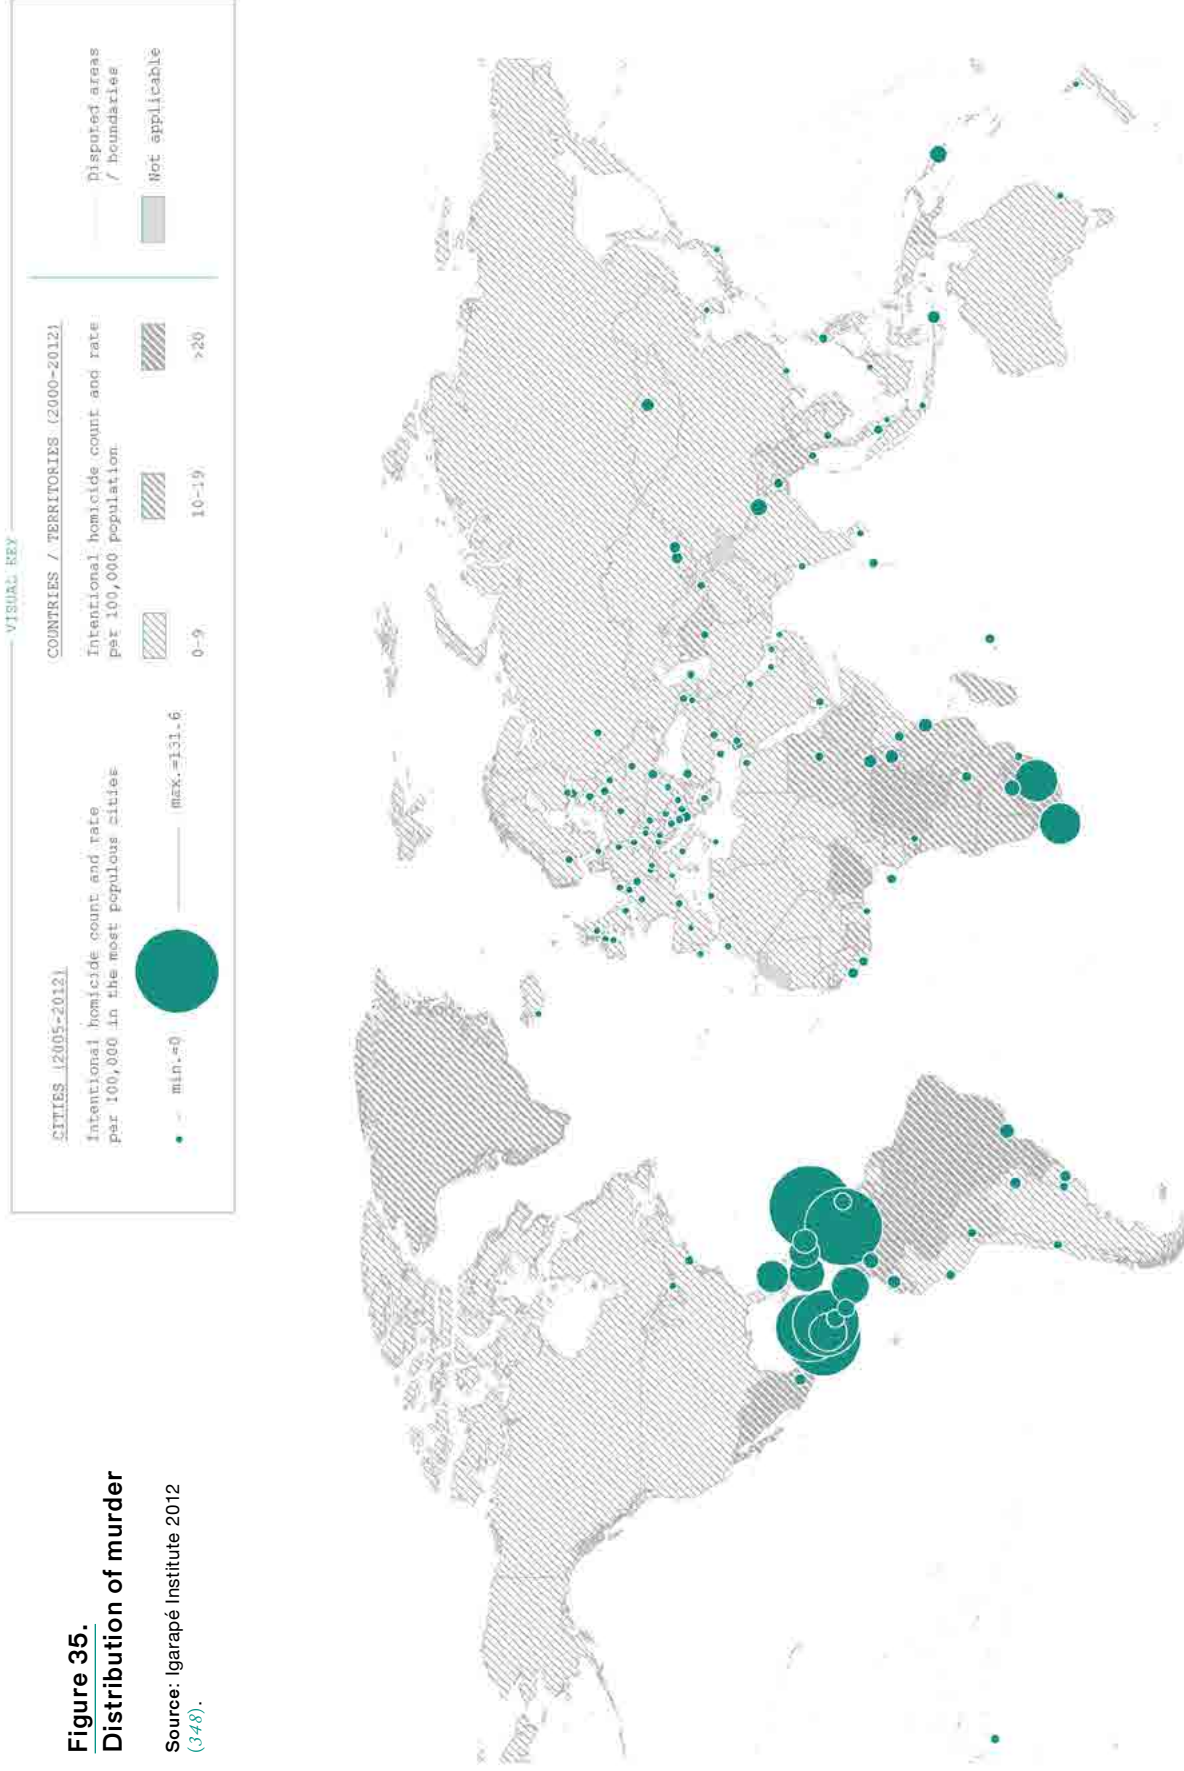 Figure 35.
Distribution of murder
Source: Igarapé Institute 2012
(348).
VISUAL KEY
CITIES (2005-2012)
Intentional homicide count and rate
per 100,000 in the most populous cities
min.=0
max.=131.6
COUNTRIES / TERRITORIES (2000-2012)
Intentional homicide count and rate
per 100,000 population
0-9
10-19
>20
Disputed areas
/ boundaries
Not applicable